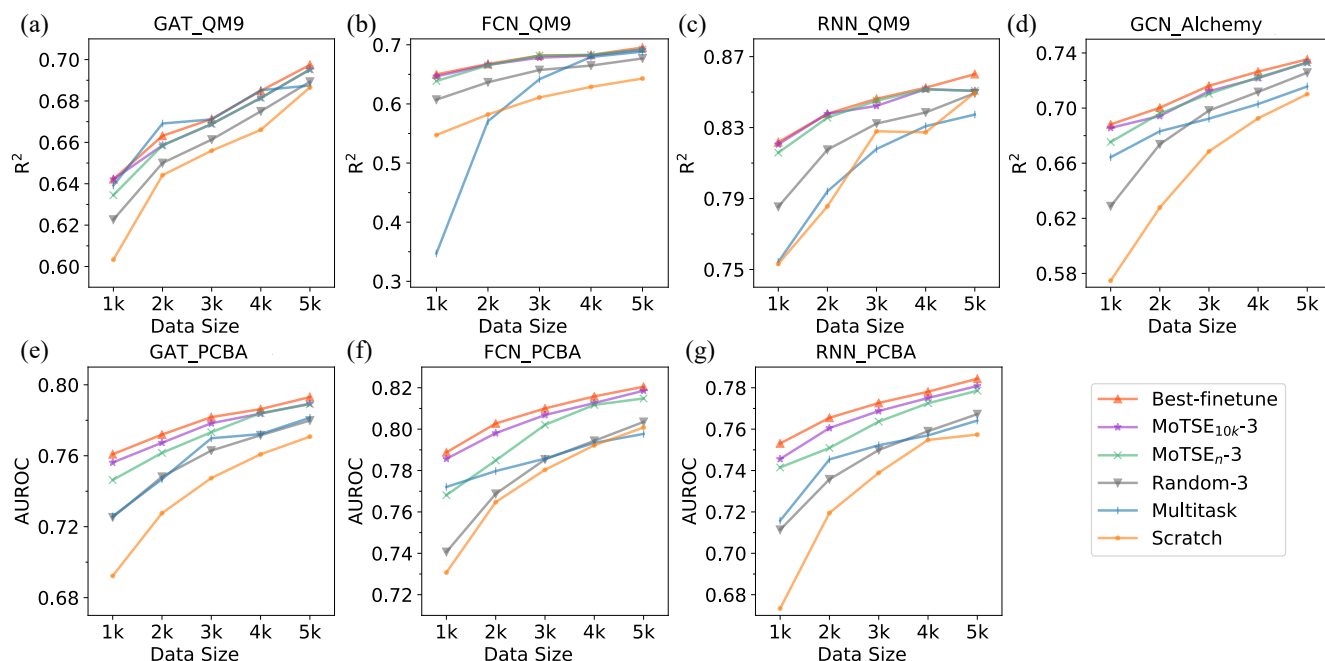 (a) GAT_QM9
0.70
0.68
0.66
0.64
0.62
0.60
R²
1k 2k 3k 4k 5k
Data Size
(b) FCN_QM9
0.7
0.6
0.5
0.4
0.3
R²
1k 2k 3k 4k 5k
Data Size
(c) RNN_QM9
0.87
0.83
0.79
0.75
R²
1k 2k 3k 4k 5k
Data Size
(d) GCN_Alchemy
0.74
0.70
0.66
0.62
0.58
R²
1k 2k 3k 4k 5k
Data Size
(e) GAT_PCBA
0.80
0.76
0.72
0.68
AUROC
1k 2k 3k 4k 5k
Data Size
(f) FCN_PCBA
0.82
0.80
0.78
0.76
0.74
0.72
AUROC
1k 2k 3k 4k 5k
Data Size
(g) RNN_PCBA
0.78
0.76
0.74
0.72
0.70
0.68
AUROC
1k 2k 3k 4k 5k
Data Size
Best-finetune
MoTSE₁₀ₖ-3
MoTSEₙ-3
Random-3
Multitask
Scratch